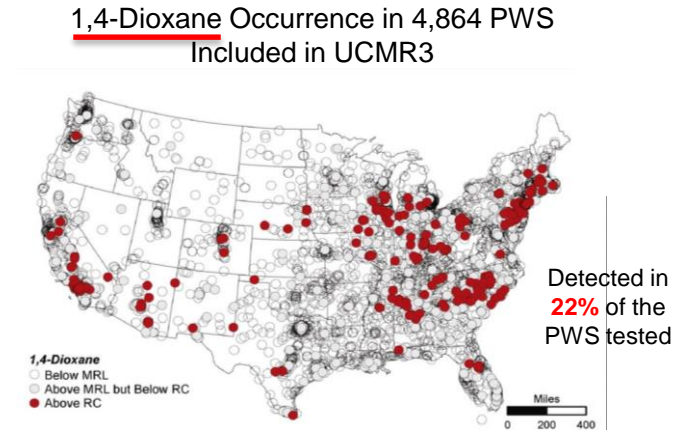 1,4-Dioxane Occurrence in 4,864 PWS
Included in UCMR3
Detected in
22% of the
PWS tested
1,4-Dioxane
Below MRL
Above MRL but Below RC
Above RC
Miles
0 200 400